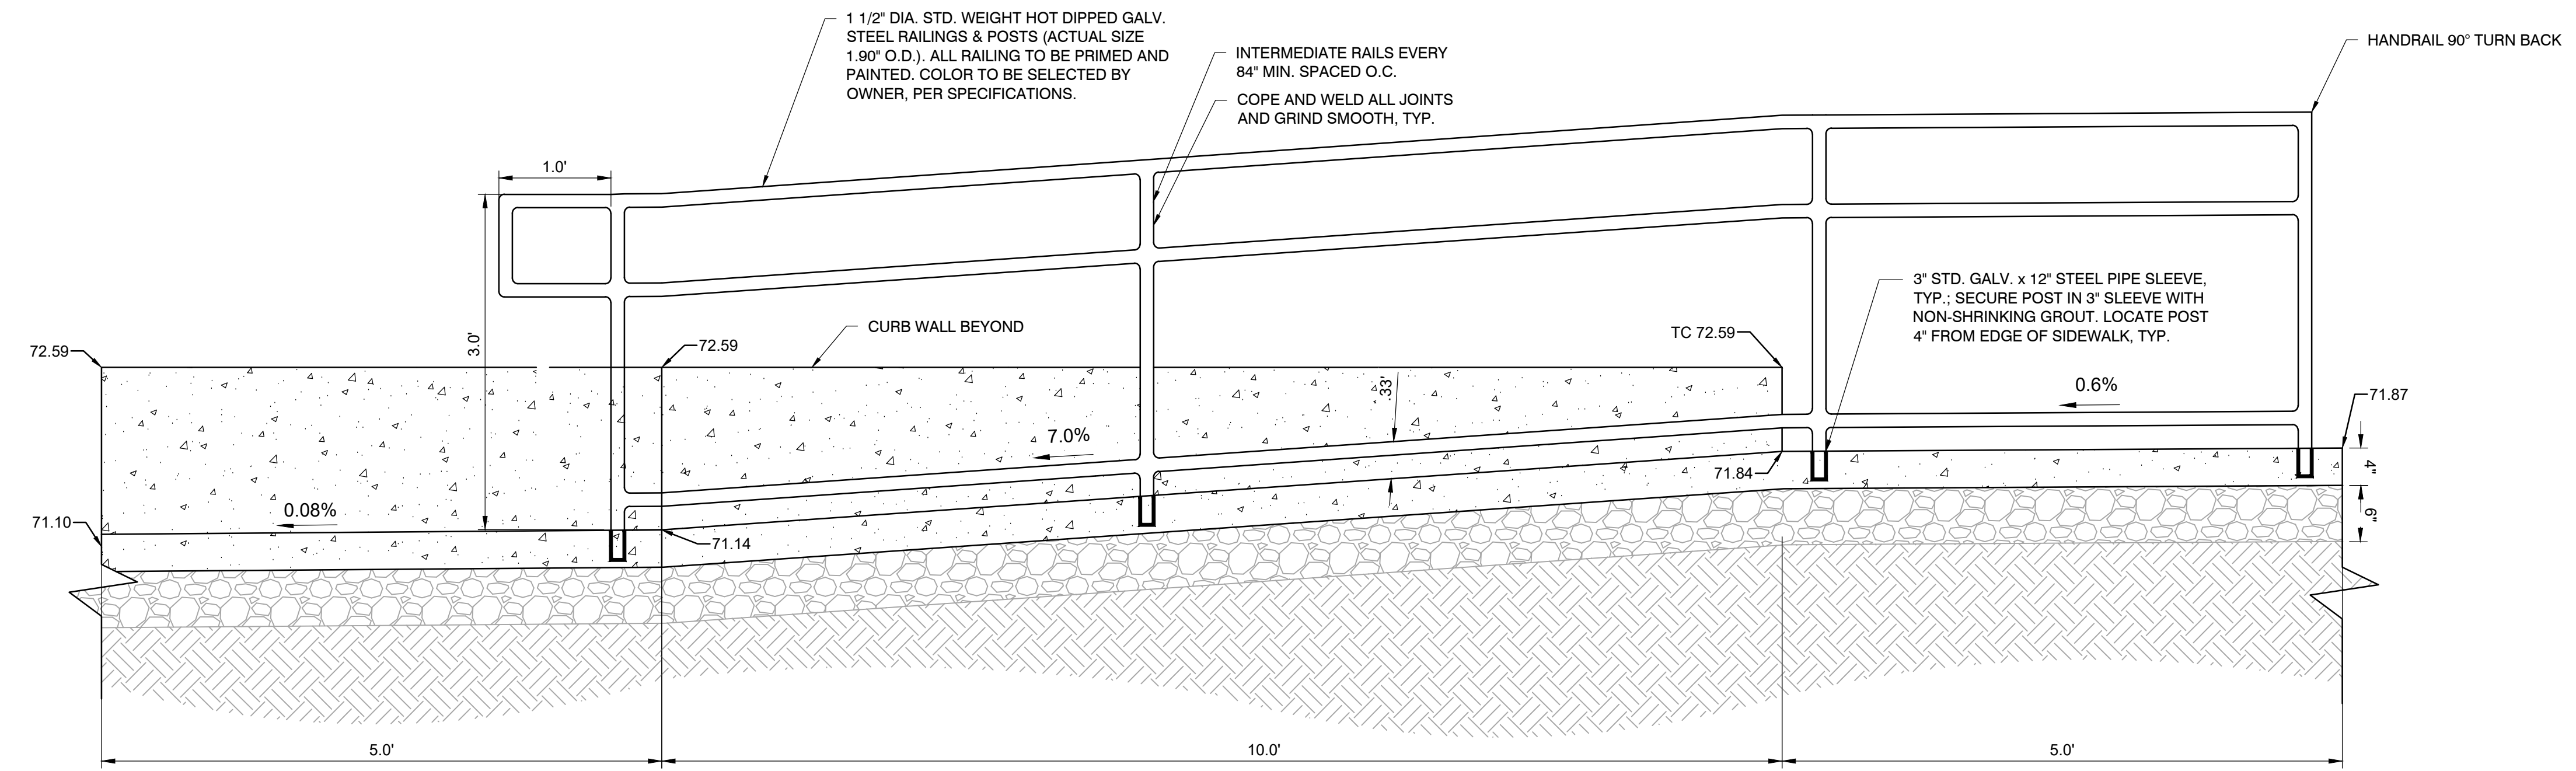 1 1/2" DIA. STD. WEIGHT HOT DIPPED GALV.
STEEL RAILINGS & POSTS (ACTUAL SIZE
1.90" O.D.). ALL RAILING TO BE PRIMED AND
PAINTED. COLOR TO BE SELECTED BY
OWNER, PER SPECIFICATIONS.
INTERMEDIATE RAILS EVERY
84" MIN. SPACED O.C.
COPE AND WELD ALL JOINTS
AND GRIND SMOOTH, TYP.
HANDRAIL 90° TURN BACK
1.0'
3.0'
3" STD. GALV. x 12" STEEL PIPE SLEEVE,
TYP.; SECURE POST IN 3" SLEEVE WITH
NON-SHRINKING GROUT. LOCATE POST
4" FROM EDGE OF SIDEWALK, TYP.
CURB WALL BEYOND
TC 72.59
72.59
72.59
.33'
0.6%
71.87
7.0%
4"
71.84
0.08%
6"
71.10
71.14
5.0'
10.0'
5.0'